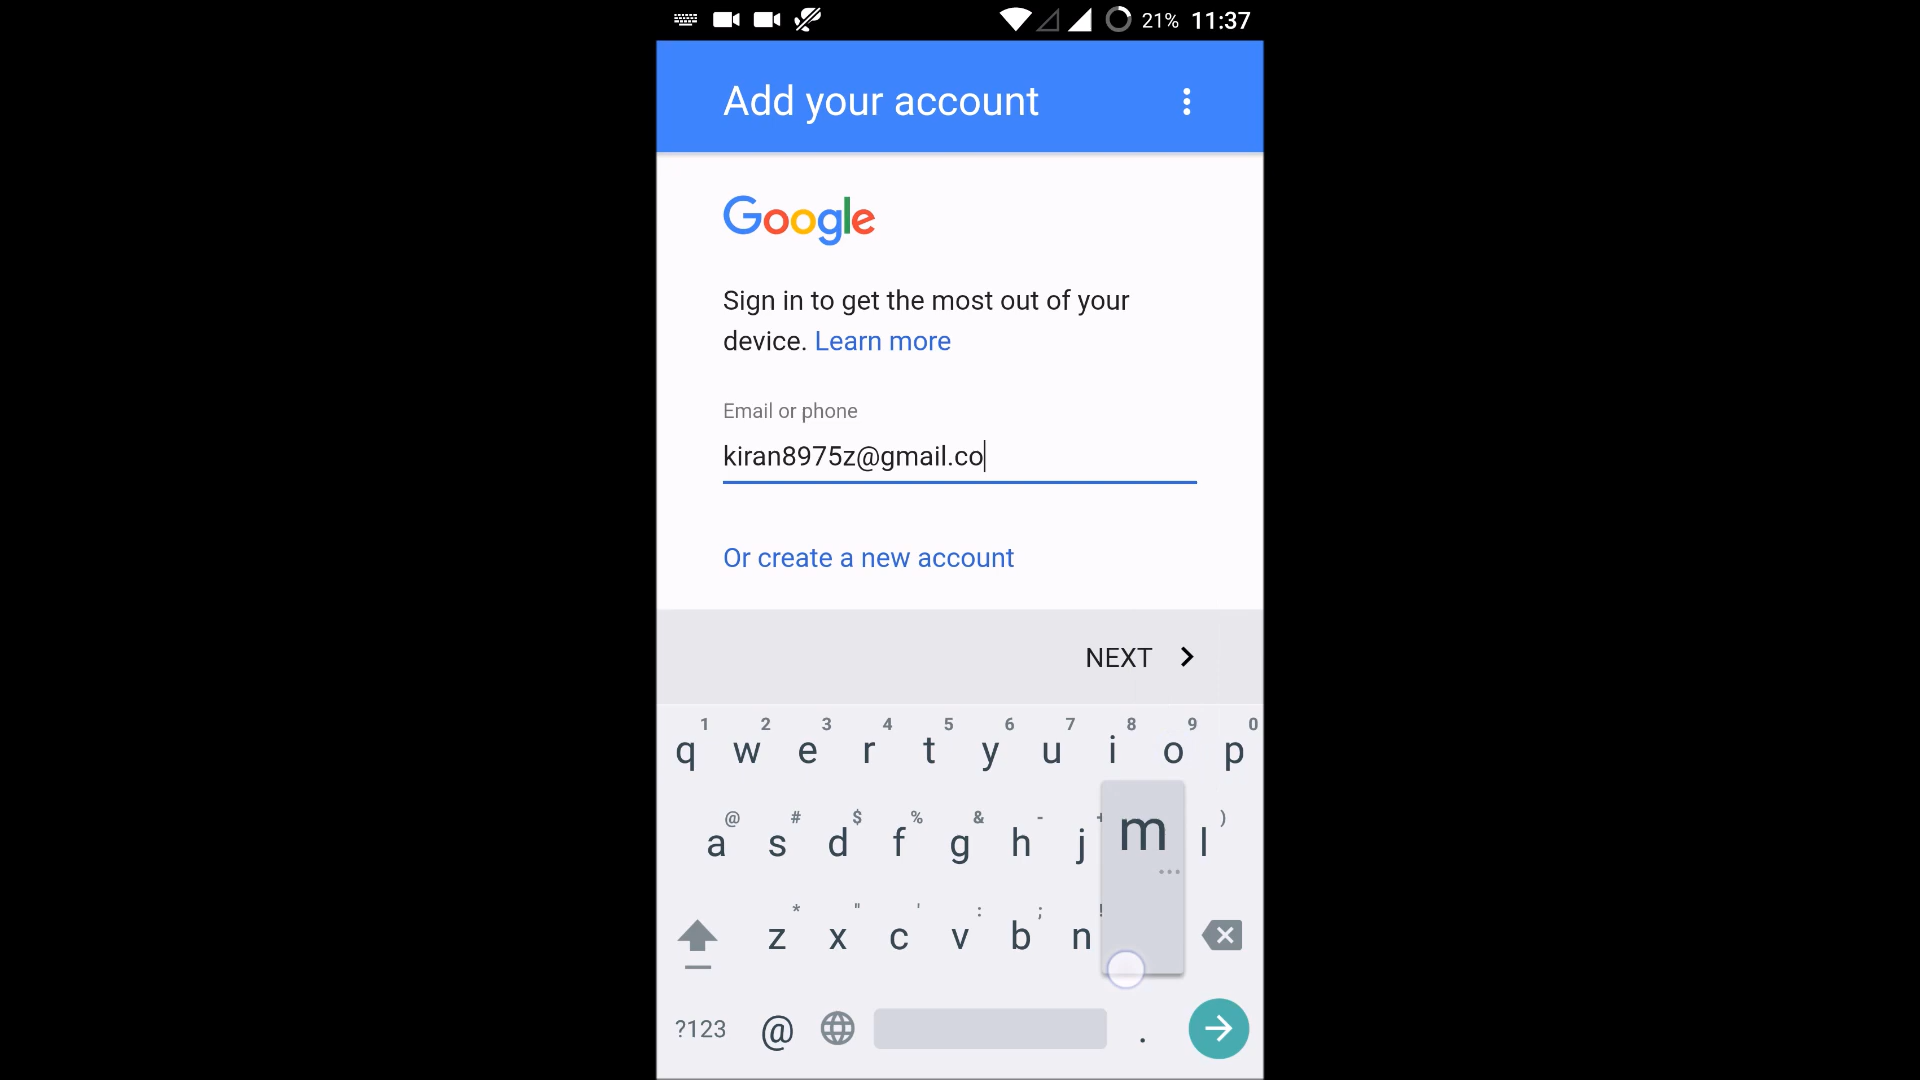 21% 11:37
Add your account
Google
Sign in to get the most out of your
device. Learn more
Email or phone
kiran8975z@gmail.co
Or create a new account
NEXT
1 2 3 4 5 6 7 8 9 0
q w e r t y u i o p
@ # $ % & - + )
a s d f g h j m l
* " ' : ; !
z x c v b n
?123 @ .